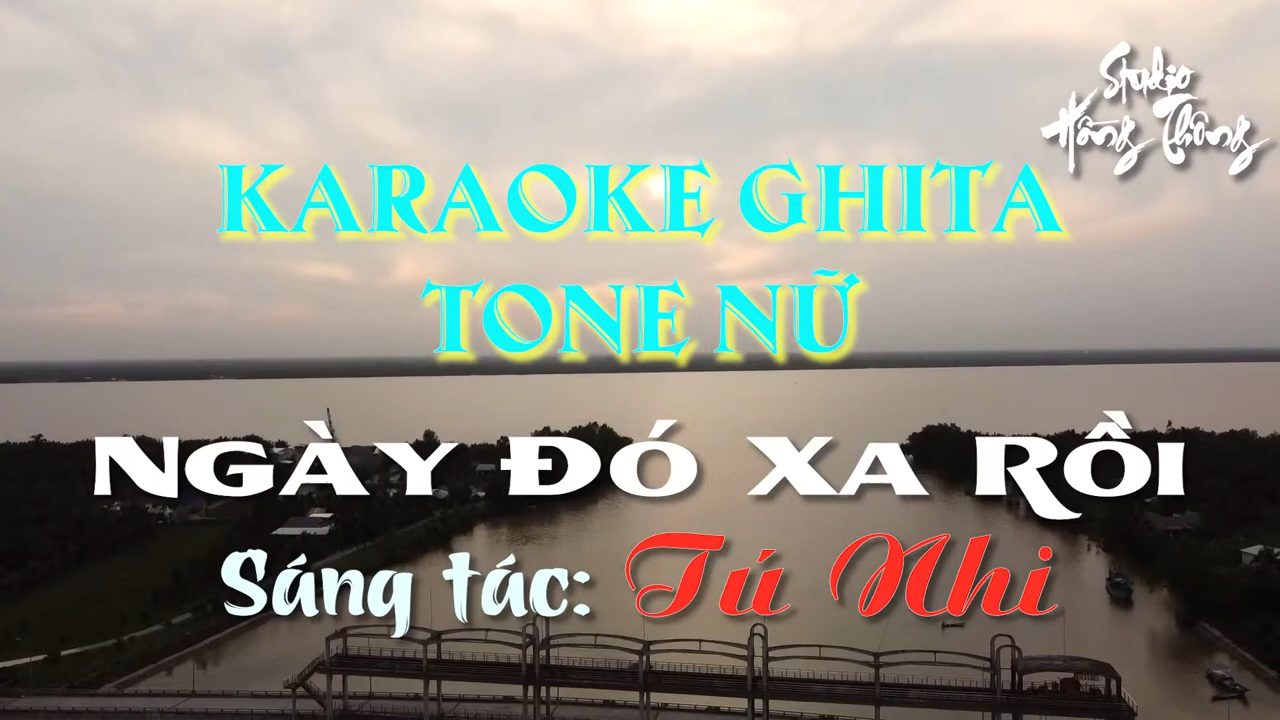 Studio
Hồng Thông
KARAOKE GHITA
TONE NỮ
NGÀY ĐÓ XA RỒI
Sáng tác: Tú Nhi